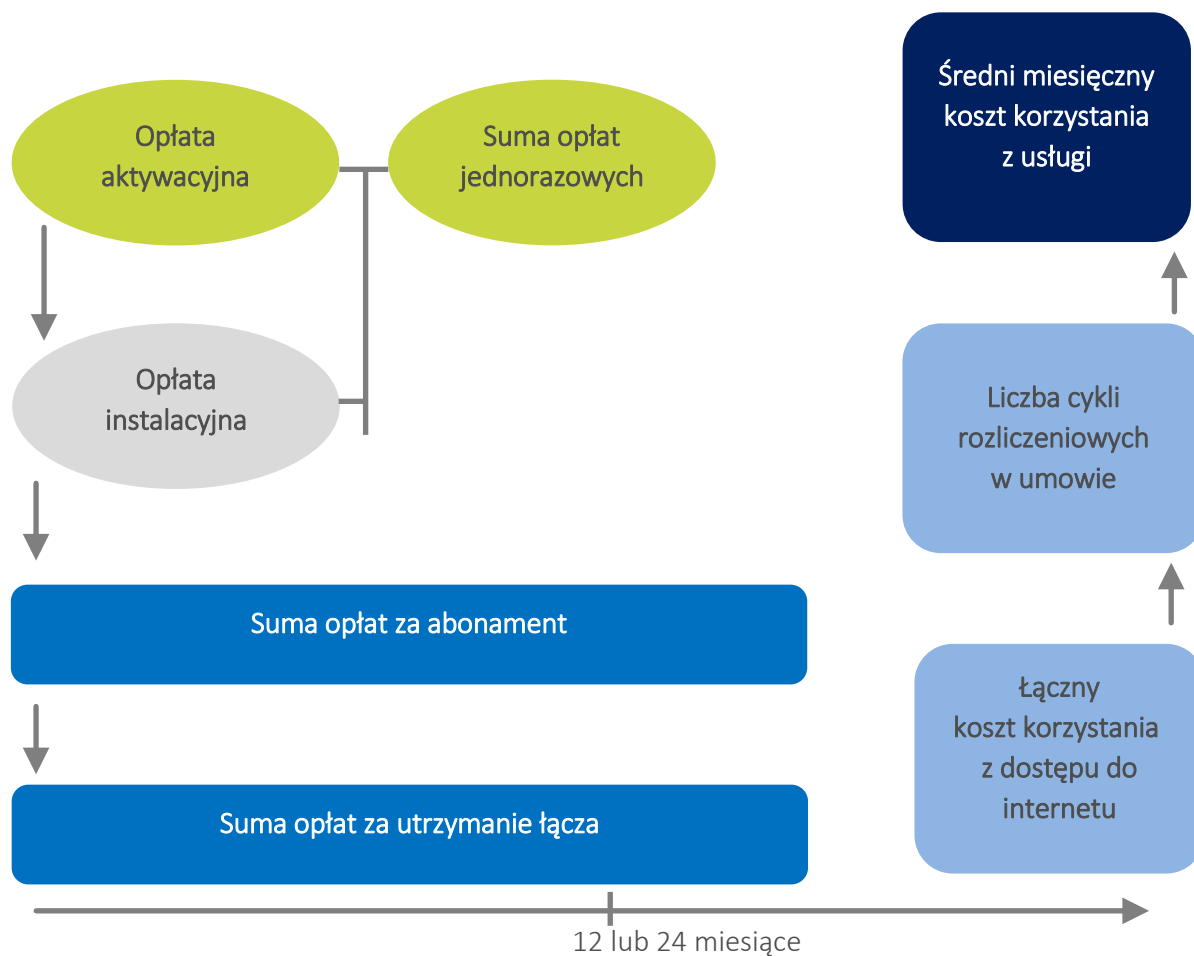 Opłata
aktywacyjna
Suma opłat
jednorazowych
Opłata
instalacyjna
Suma opłat za abonament
Suma opłat za utrzymanie łącza
12 lub 24 miesiące
Łączny
koszt korzystania
z dostępu do
internetu
Liczba cykli
rozliczeniowych
w umowie
Średni miesięczny
koszt korzystania
z usługi